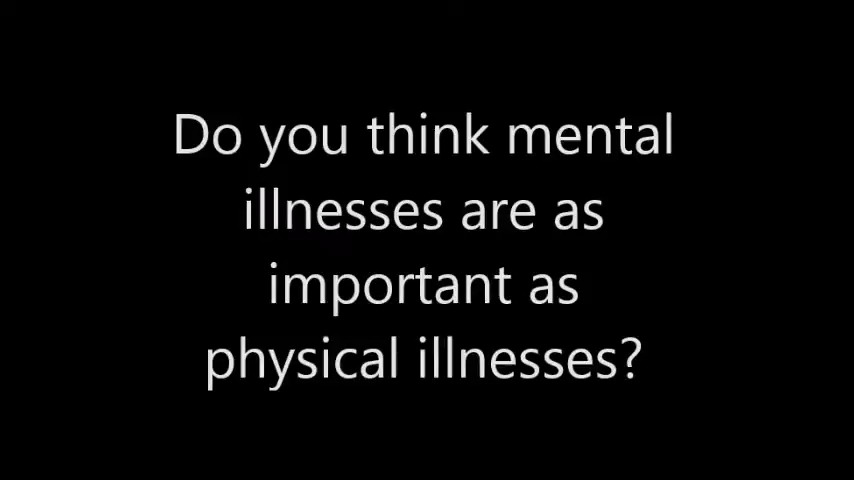 Do you think mental
illnesses are as
important as
physical illnesses?